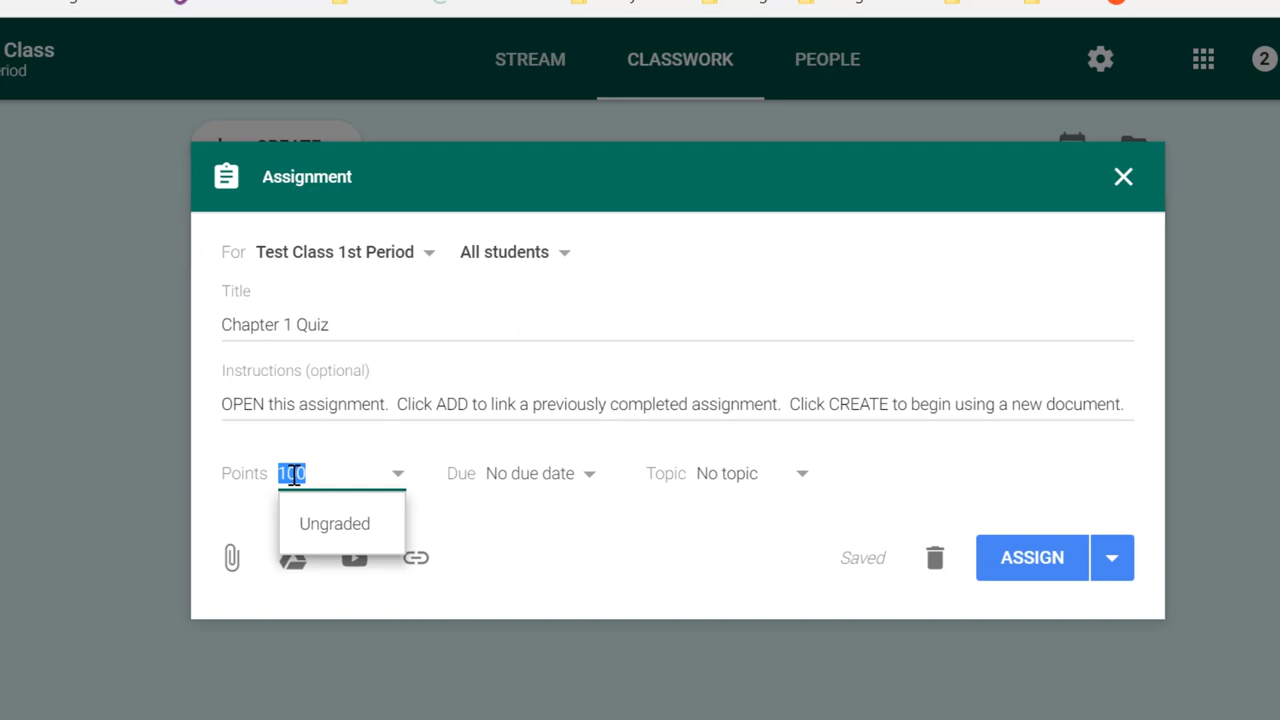 Class
STREAM CLASSWORK PEOPLE 2
riod
Assignment
For Test Class 1st Period All students
Title
Chapter 1 Quiz
Instructions (optional)
OPEN this assignment.  Click ADD to link a previously completed assignment.  Click CREATE to begin using a new document.
Points 100 Due No due date Topic No topic
Ungraded
Saved ASSIGN